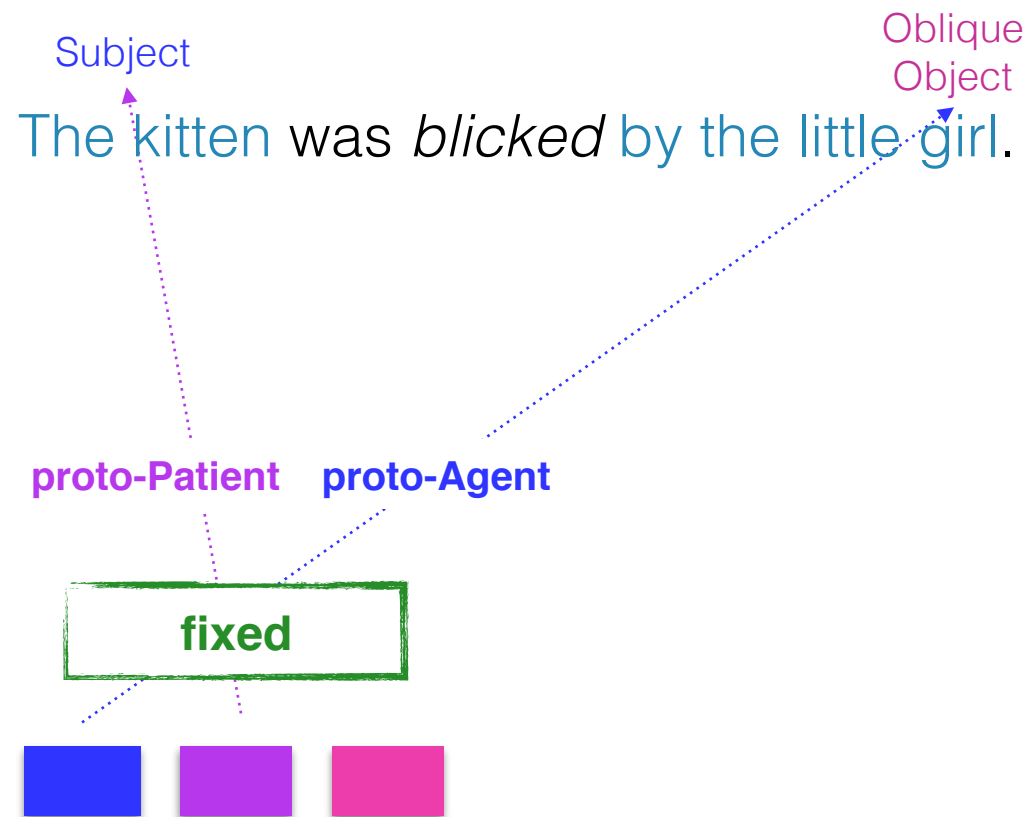 Subject
Oblique
Object
The kitten was blicked by the little girl.
proto-Patient proto-Agent
fixed